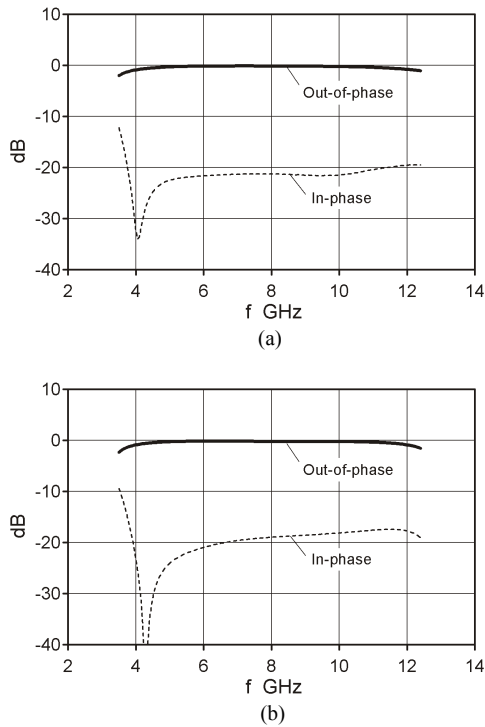 10
0
-10
-20
-30
-40
dB
Out-of-phase
In-phase
2 4 6 8 10 12 14
f GHz
(a)
10
0
-10
-20
-30
-40
dB
Out-of-phase
In-phase
2 4 6 8 10 12 14
f GHz
(b)